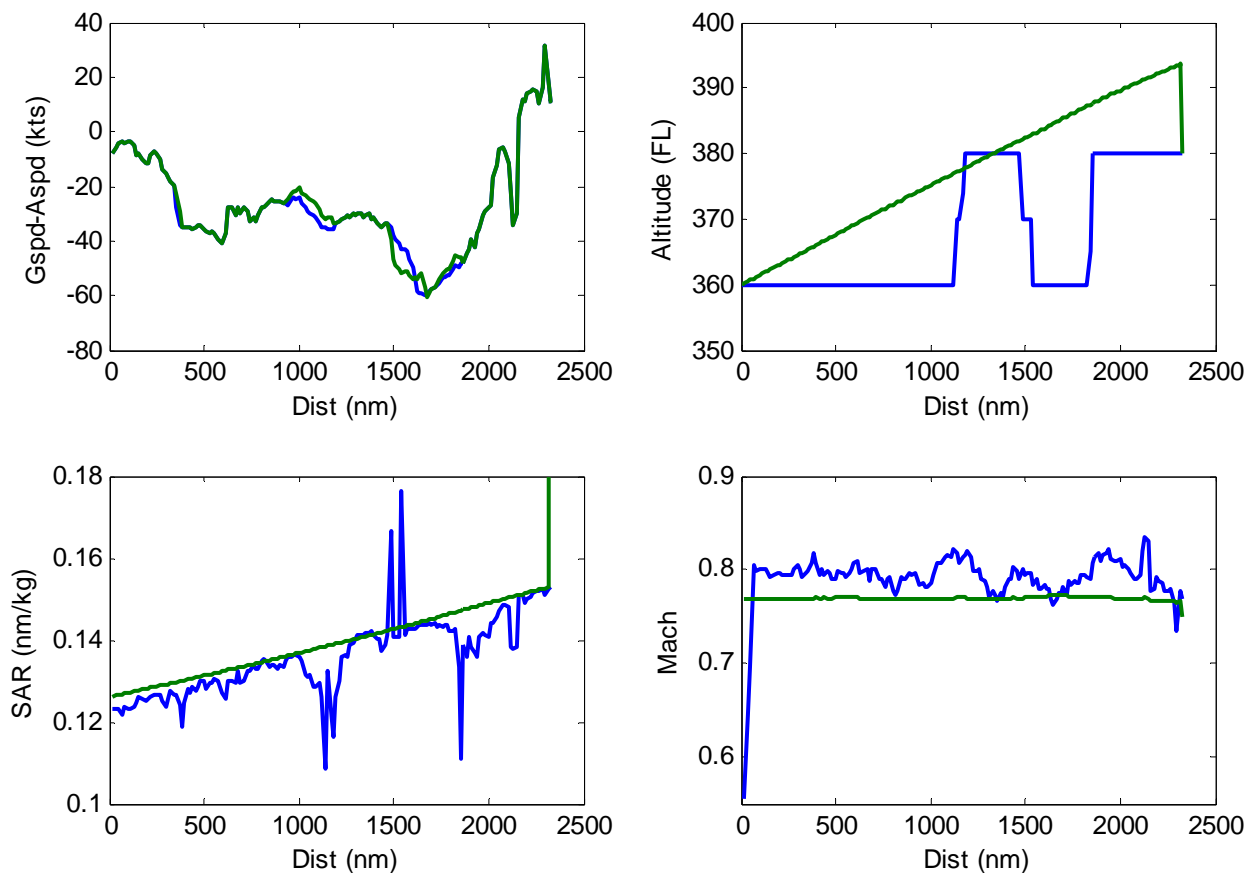 40
20
0
-20
-40
-60
-80
Gspd-Aspd (kts)
0 500 1000 1500 2000 2500
Dist (nm)
400
390
380
370
360
350
Altitude (FL)
0 500 1000 1500 2000 2500
Dist (nm)
0.18
0.16
0.14
0.12
0.1
SAR (nm/kg)
0 500 1000 1500 2000 2500
Dist (nm)
0.9
0.8
0.7
0.6
Mach
0 500 1000 1500 2000 2500
Dist (nm)